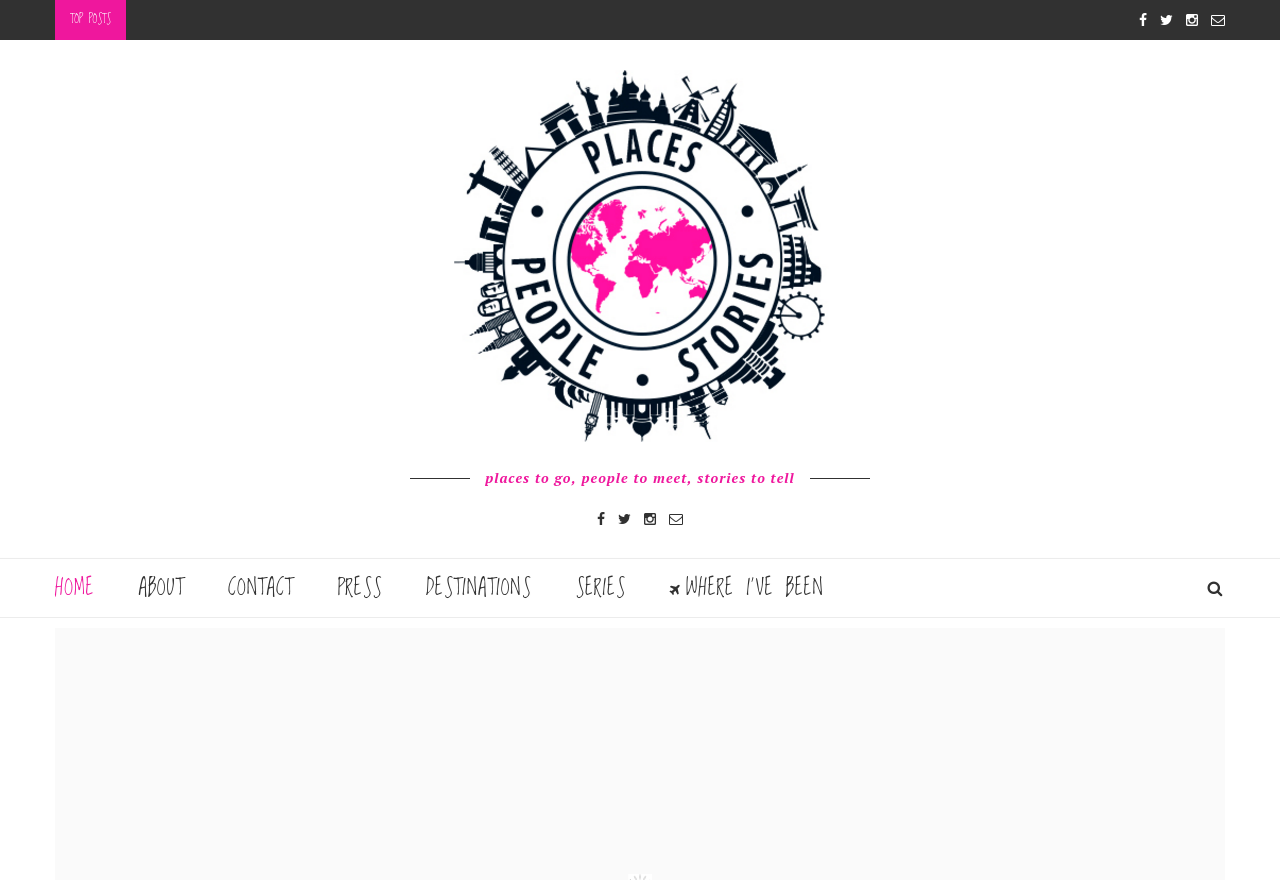 TOP POSTS
PLACES
PEOPLE
STORIES
places to go, people to meet, stories to tell
HOME ABOUT CONTACT PRESS DESTINATIONS SERIES WHERE I'VE BEEN